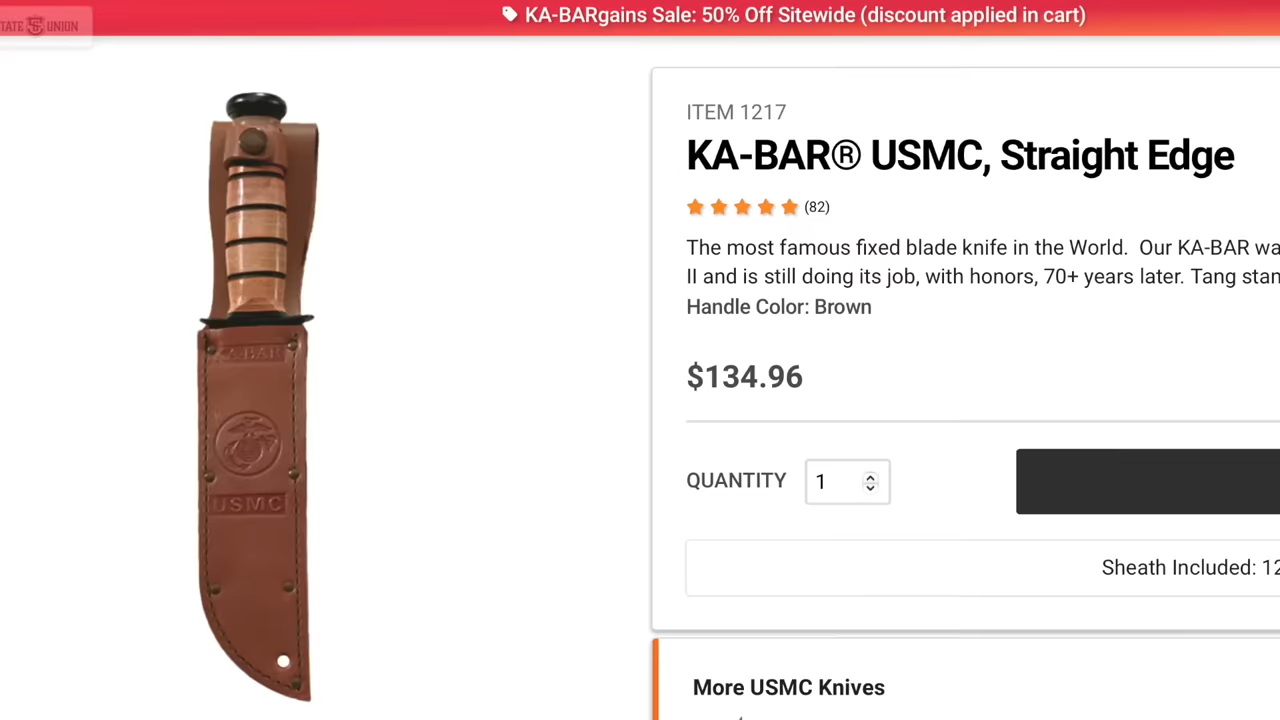 STATE UNION
KA-BARgains Sale: 50% Off Sitewide (discount applied in cart)
ITEM 1217
KA-BAR® USMC, Straight Edge
(82)
The most famous fixed blade knife in the World. Our KA-BAR wa
II and is still doing its job, with honors, 70+ years later. Tang stan
Handle Color: Brown
$134.96
QUANTITY 1
Sheath Included: 12
KA-BAR
USMC
More USMC Knives